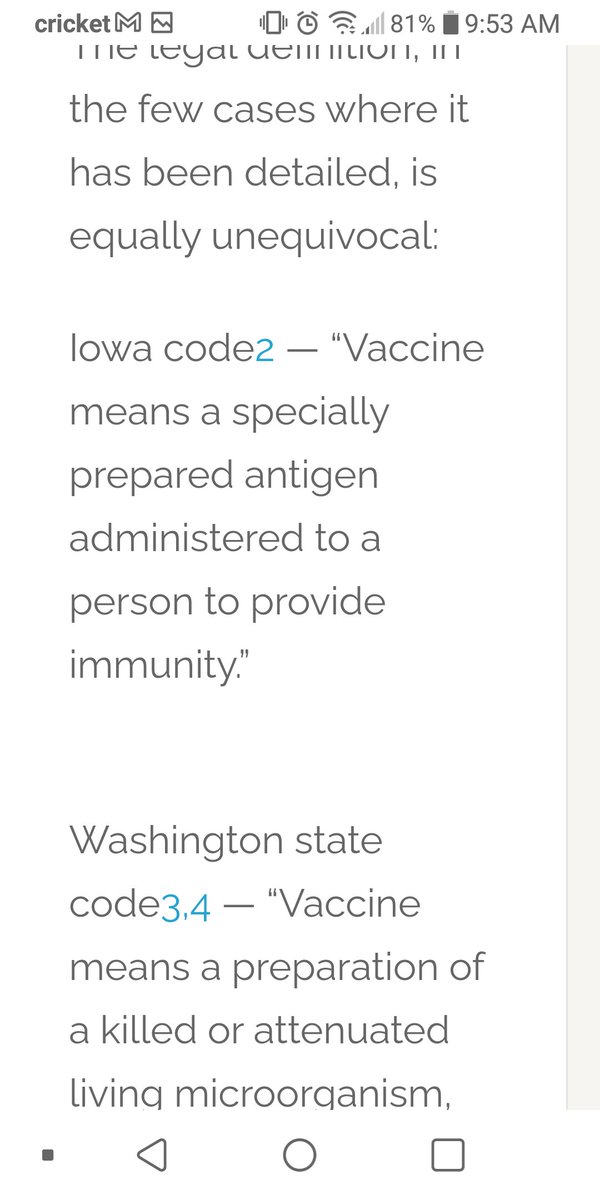 cricket 81% 9:53 AM
The legal definition, in
the few cases where it
has been detailed, is
equally unequivocal:
Iowa code2 — “Vaccine
means a specially
prepared antigen
administered to a
person to provide
immunity.”
Washington state
code3,4 — “Vaccine
means a preparation of
a killed or attenuated
living microorganism,